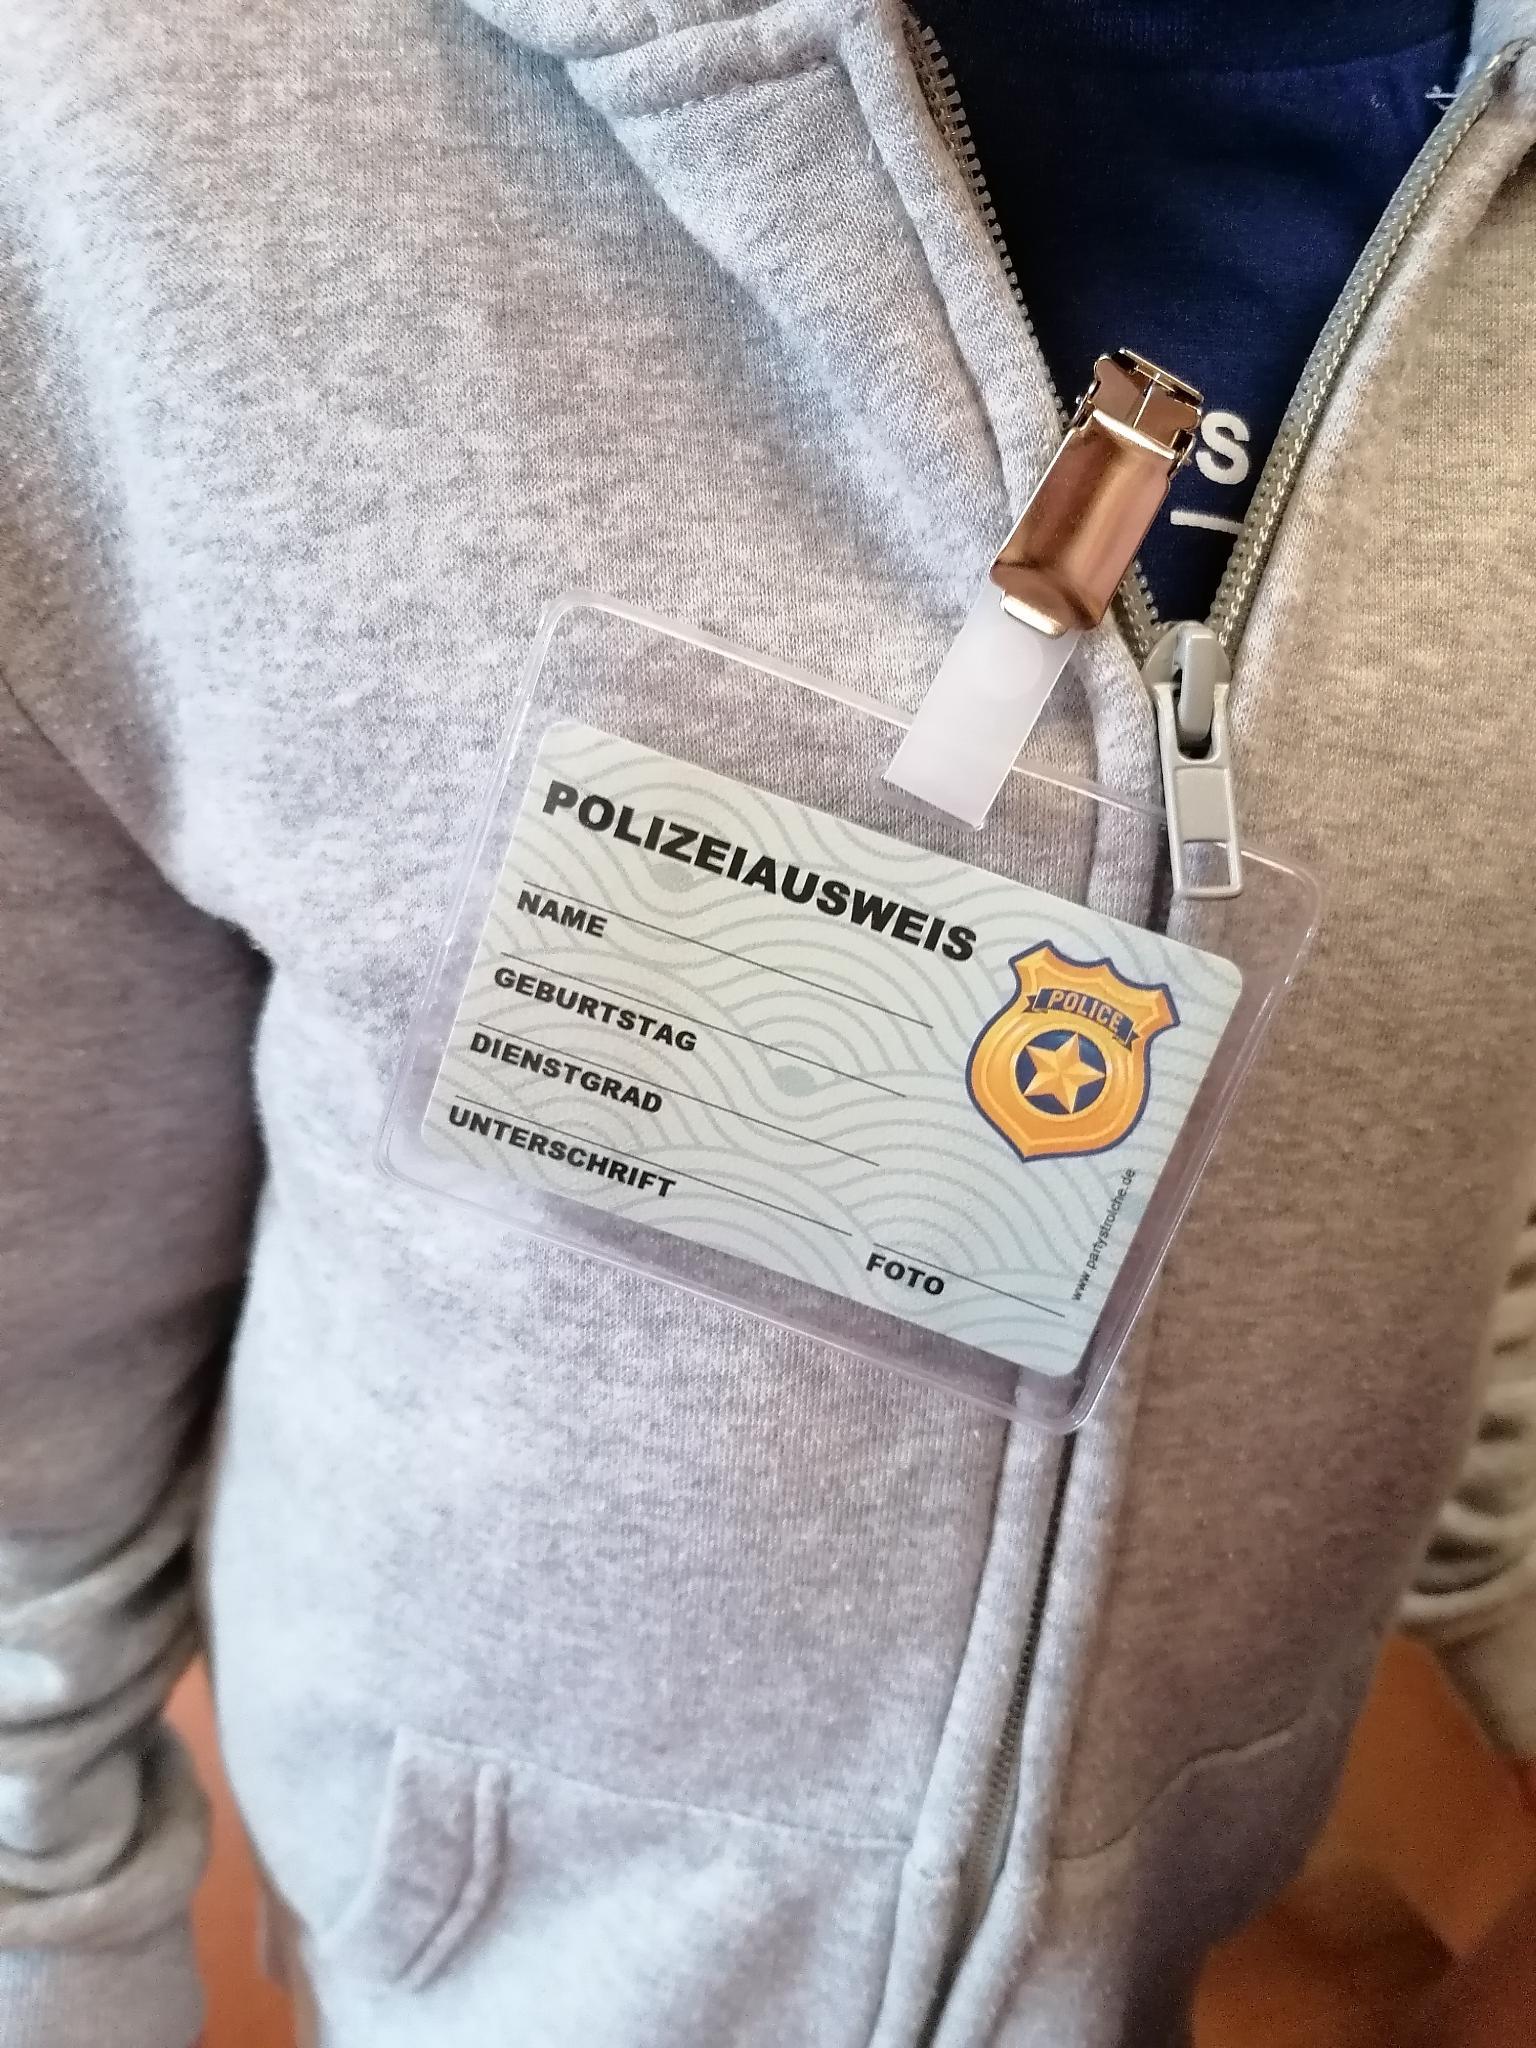 S
POLIZEIAUSWEIS
NAME
GEBURTSTAG
DIENSTGRAD
UNTERSCHRIFT
FOTO
POLICE
www.partystrolche.de